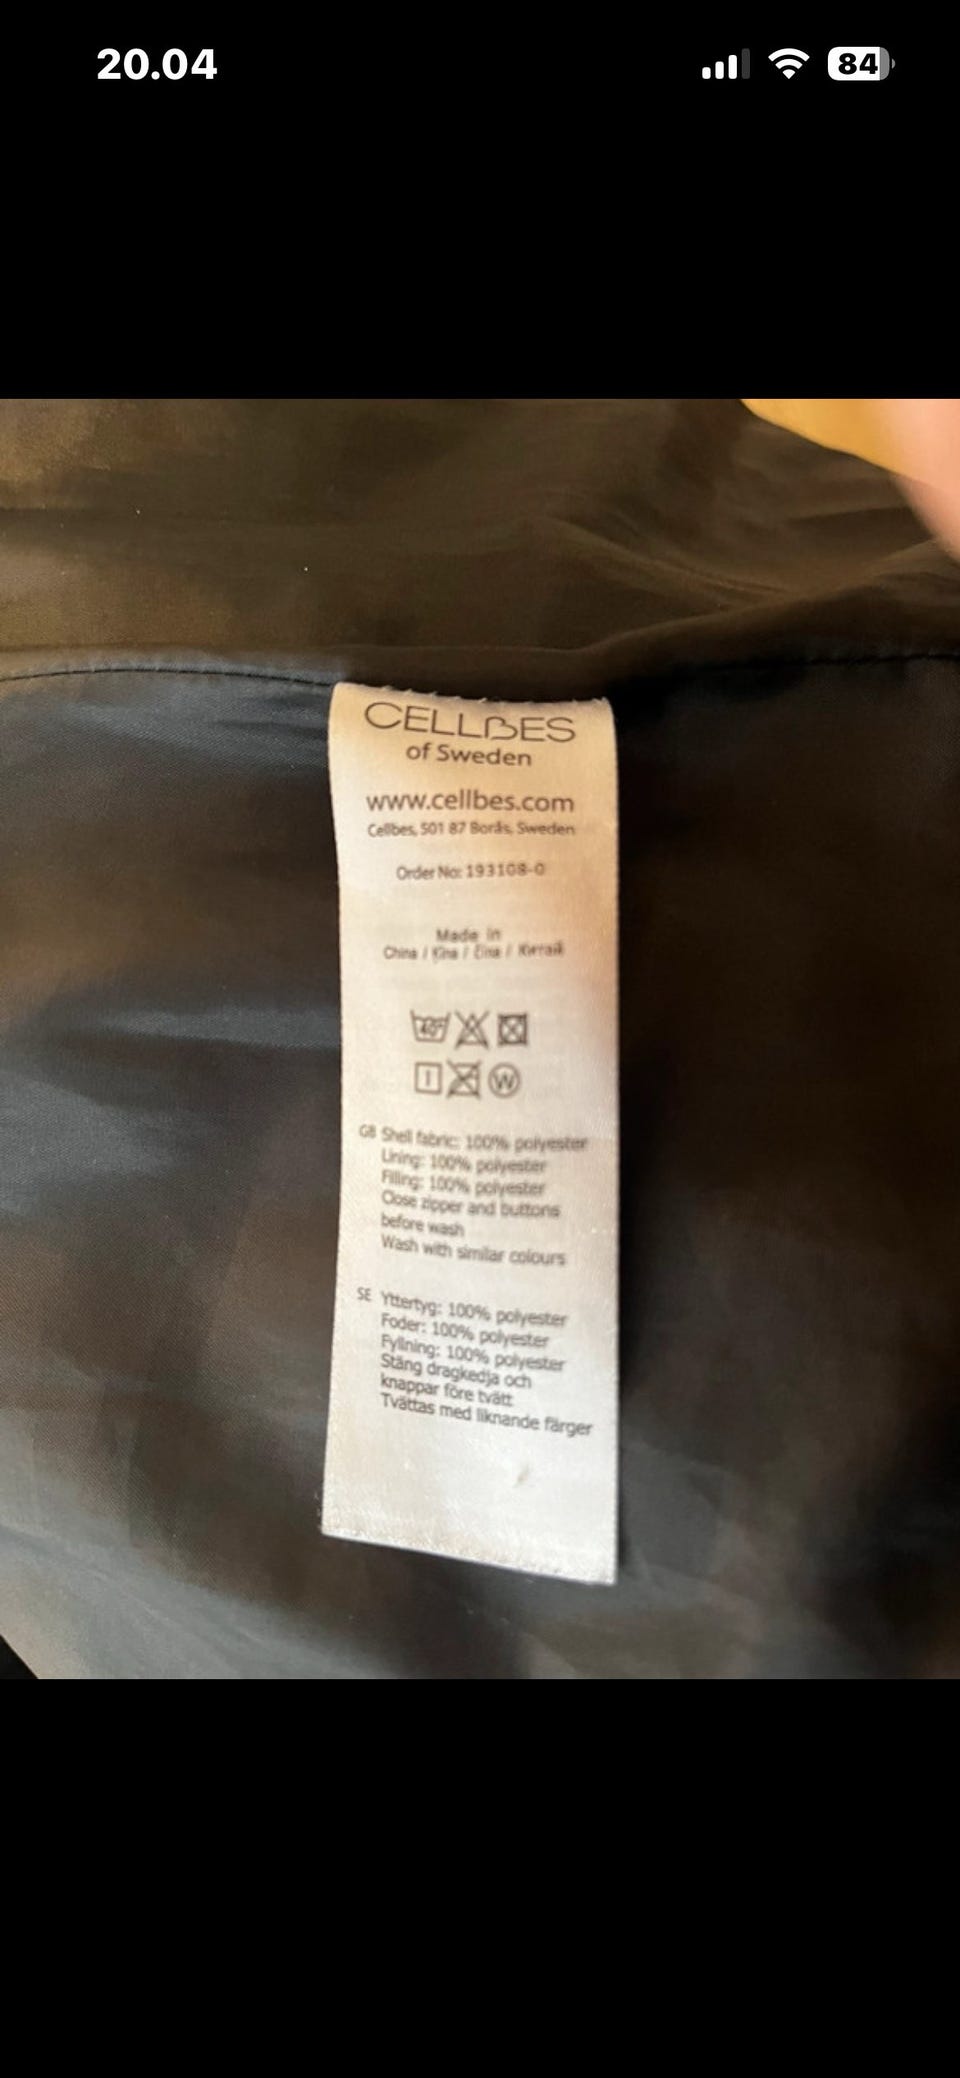 20.04
84
CELLBES
of Sweden
www.cellbes.com
Cellbes, 501 87 Borås, Sweden
Order No: 193108-0
Made in
China / Kina / Čína / Китай
40°
I W
GB Shell fabric: 100% polyester
Lining: 100% polyester
Filling: 100% polyester
Close zipper and buttons
before wash
Wash with similar colours
SE Yttertyg: 100% polyester
Foder: 100% polyester
Fyllning: 100% polyester
Stäng dragkedja och
knappar före tvätt
Tvättas med liknande färger